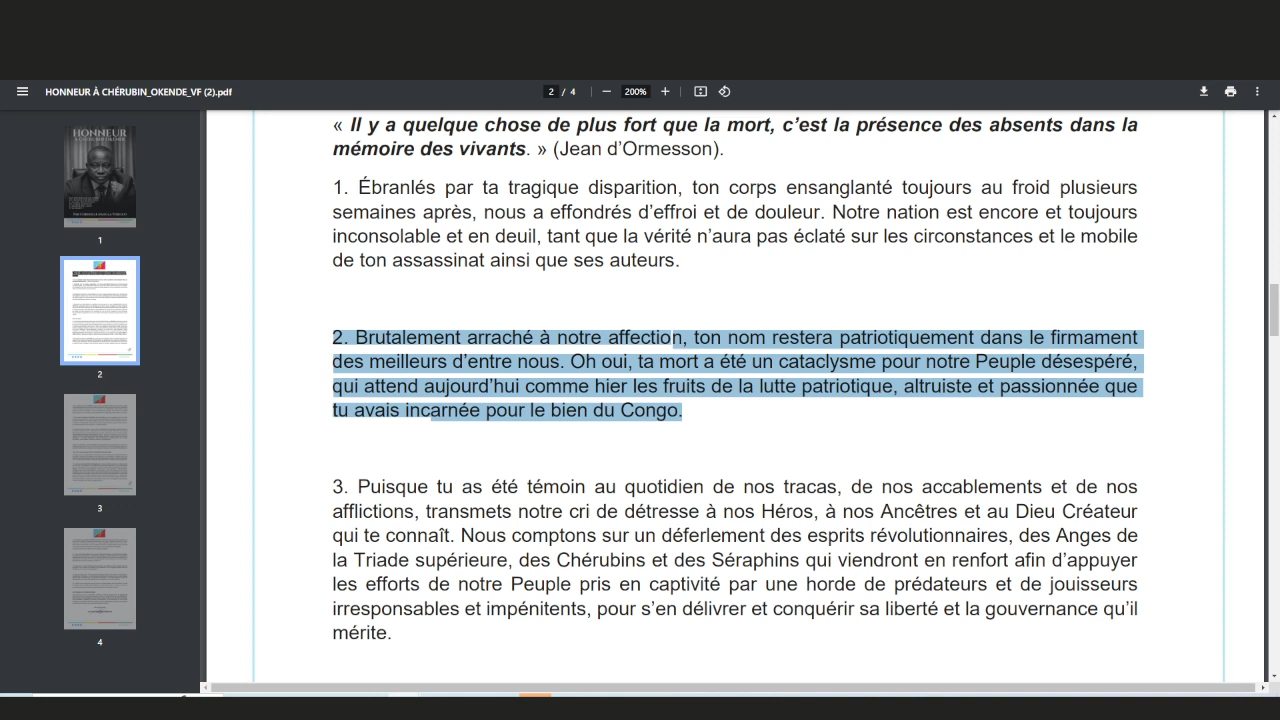 HONNEUR À CHÉRUBIN_OKENDE_VF (2).pdf
2 / 4
200%
HONNEUR
1
2
3
4
« Il y a quelque chose de plus fort que la mort, c’est la présence des absents dans la
mémoire des vivants. » (Jean d’Ormesson).
1. Ébranlés par ta tragique disparition, ton corps ensanglanté toujours au froid plusieurs
semaines après, nous a effondrés d’effroi et de douleur. Notre nation est encore et toujours
inconsolable et en deuil, tant que la vérité n’aura pas éclaté sur les circonstances et le mobile
de ton assassinat ainsi que ses auteurs.
2. Brutalement arraché à notre affection, ton nom restera patriotiquement dans le firmament
des meilleurs d’entre nous. Oh oui, ta mort a été un cataclysme pour notre Peuple désespéré,
qui attend aujourd’hui comme hier les fruits de la lutte patriotique, altruiste et passionnée que
tu avais incarnée pour le bien du Congo.
3. Puisque tu as été témoin au quotidien de nos tracas, de nos accablements et de nos
afflictions, transmets notre cri de détresse à nos Héros, à nos Ancêtres et au Dieu Créateur
qui te connaît. Nous comptons sur un déferlement des esprits révolutionnaires, des Anges de
la Triade supérieure, des Chérubins et des Séraphins qui viendront en renfort afin d’appuyer
les efforts de notre Peuple pris en captivité par une horde de prédateurs et de jouisseurs
irresponsables et impénitents, pour s’en délivrer et conquérir sa liberté et la gouvernance qu’il
mérite.